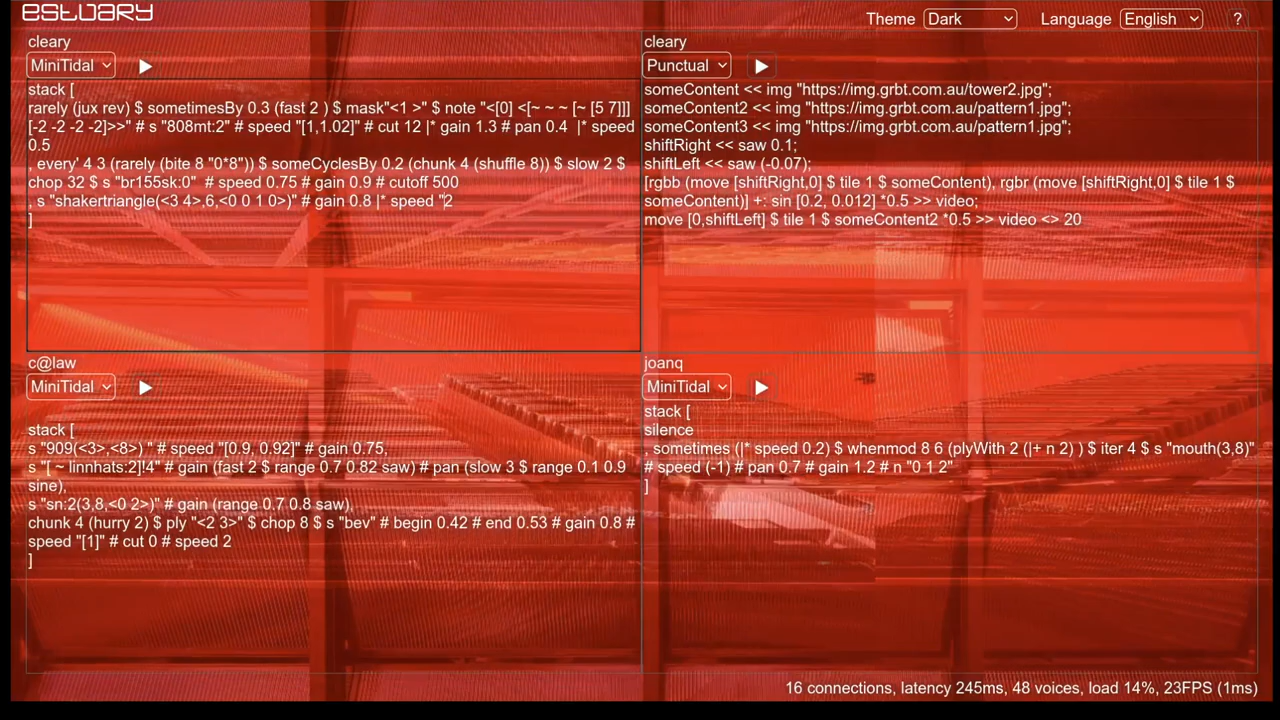 estuary
Theme Dark Language English ?
cleary
MiniTidal
stack [
rarely (jux rev) $ sometimesBy 0.3 (fast 2 ) $ mask"<1 >" $ note "<[0] <[~ ~ ~ [~ [5 7]]]
[-2 -2 -2 -2]>>" # s "808mt:2" # speed "[1,1.02]" # cut 12 |* gain 1.3 # pan 0.4  |* speed
0.5
, every' 4 3 (rarely (bite 8 "0*8")) $ someCyclesBy 0.2 (chunk 4 (shuffle 8)) $ slow 2 $
chop 32 $ s "br155sk:0"  # speed 0.75 # gain 0.9 # cutoff 500
, s "shakertriangle(<3 4>,6,<0 0 1 0>)" # gain 0.8 |* speed "2
]
cleary
Punctual
someContent << img "https://img.grbt.com.au/tower2.jpg";
someContent2 << img "https://img.grbt.com.au/pattern1.jpg";
someContent3 << img "https://img.grbt.com.au/pattern1.jpg";
shiftRight << saw 0.1;
shiftLeft << saw (-0.07);
[rgbb (move [shiftRight,0] $ tile 1 $ someContent), rgbr (move [shiftRight,0] $ tile 1 $
someContent)] +: sin [0.2, 0.012] *0.5 >> video;
move [0,shiftLeft] $ tile 1 $ someContent2 *0.5 >> video <> 20
c@law
MiniTidal
stack [
s "909(<3>,<8>) " # speed "[0.9, 0.92]" # gain 0.75,
s "[ ~ linnhats:2]!4" # gain (fast 2 $ range 0.7 0.82 saw) # pan (slow 3 $ range 0.1 0.9
sine),
s "sn:2(3,8,<0 2>)" # gain (range 0.7 0.8 saw),
chunk 4 (hurry 2) $ ply "<2 3>" $ chop 8 $ s "bev" # begin 0.42 # end 0.53 # gain 0.8 #
speed "[1]" # cut 0 # speed 2
]
joanq
MiniTidal
stack [
silence
, sometimes (|* speed 0.2) $ whenmod 8 6 (plyWith 2 (|+ n 2) ) $ iter 4 $ s "mouth(3,8)"
# speed (-1) # pan 0.7 # gain 1.2 # n "0 1 2"
]
16 connections, latency 245ms, 48 voices, load 14%, 23FPS (1ms)